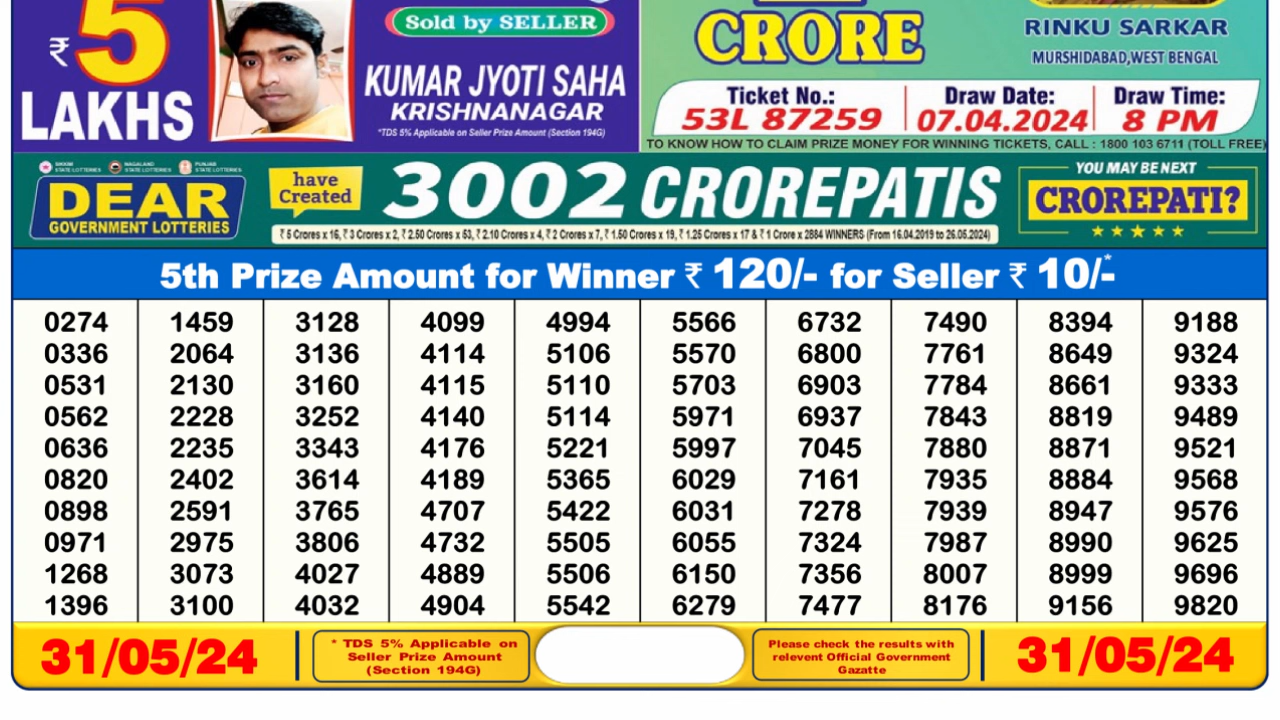 ₹ 5
LAKHS
Sold by SELLER
KUMAR JYOTI SAHA
KRISHNANAGAR
*TDS 5% Applicable on Seller Prize Amount (Section 194G)
CRORE
RINKU SARKAR
MURSHIDABAD,WEST BENGAL
Ticket No.: Draw Date: Draw Time:
53L 87259 07.04.2024 8 PM
TO KNOW HOW TO CLAIM PRIZE MONEY FOR WINNING TICKETS, CALL : 1800 103 6711 (TOLL FREE)
SIKKIM STATE LOTTERIES NAGALAND STATE LOTTERIES PUNJAB STATE LOTTERIES
DEAR
GOVERNMENT LOTTERIES
have
Created
3002 CROREPATIS
₹ 5 Crores x 16, ₹ 3 Crores x 2, ₹ 2.50 Crores x 53, ₹ 2.10 Crores x 4, ₹ 2 Crores x 7, ₹ 1.50 Crores x 19, ₹ 1.25 Crores x 17 & ₹ 1 Crore x 2884 WINNERS (From 16.04.2019 to 26.05.2024)
YOU MAY BE NEXT
CROREPATI?
5th Prize Amount for Winner ₹ 120/- for Seller ₹ 10/-*
0274 1459 3128 4099 4994 5566 6732 7490 8394 9188
0336 2064 3136 4114 5106 5570 6800 7761 8649 9324
0531 2130 3160 4115 5110 5703 6903 7784 8661 9333
0562 2228 3252 4140 5114 5971 6937 7843 8819 9489
0636 2235 3343 4176 5221 5997 7045 7880 8871 9521
0820 2402 3614 4189 5365 6029 7161 7935 8884 9568
0898 2591 3765 4707 5422 6031 7278 7939 8947 9576
0971 2975 3806 4732 5505 6055 7324 7987 8990 9625
1268 3073 4027 4889 5506 6150 7356 8007 8999 9696
1396 3100 4032 4904 5542 6279 7477 8176 9156 9820
31/05/24
* TDS 5% Applicable on
Seller Prize Amount
(Section 194G)
Please check the results with
relevent Official Government
Gazatte
31/05/24